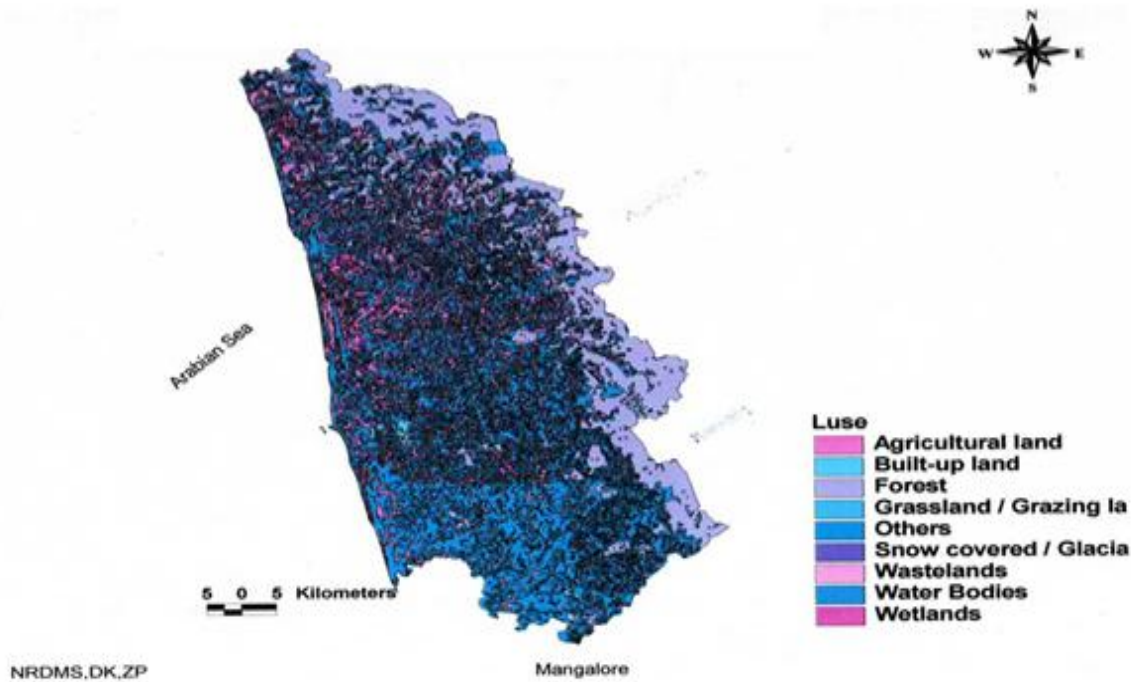 N
W E
S
Arabian Sea
Luse
Agricultural land
Built-up land
Forest
Grassland / Grazing la
Others
Snow covered / Glacia
Wastelands
Water Bodies
Wetlands
5 0 5 Kilometers
NRDMS,DK,ZP
Mangalore